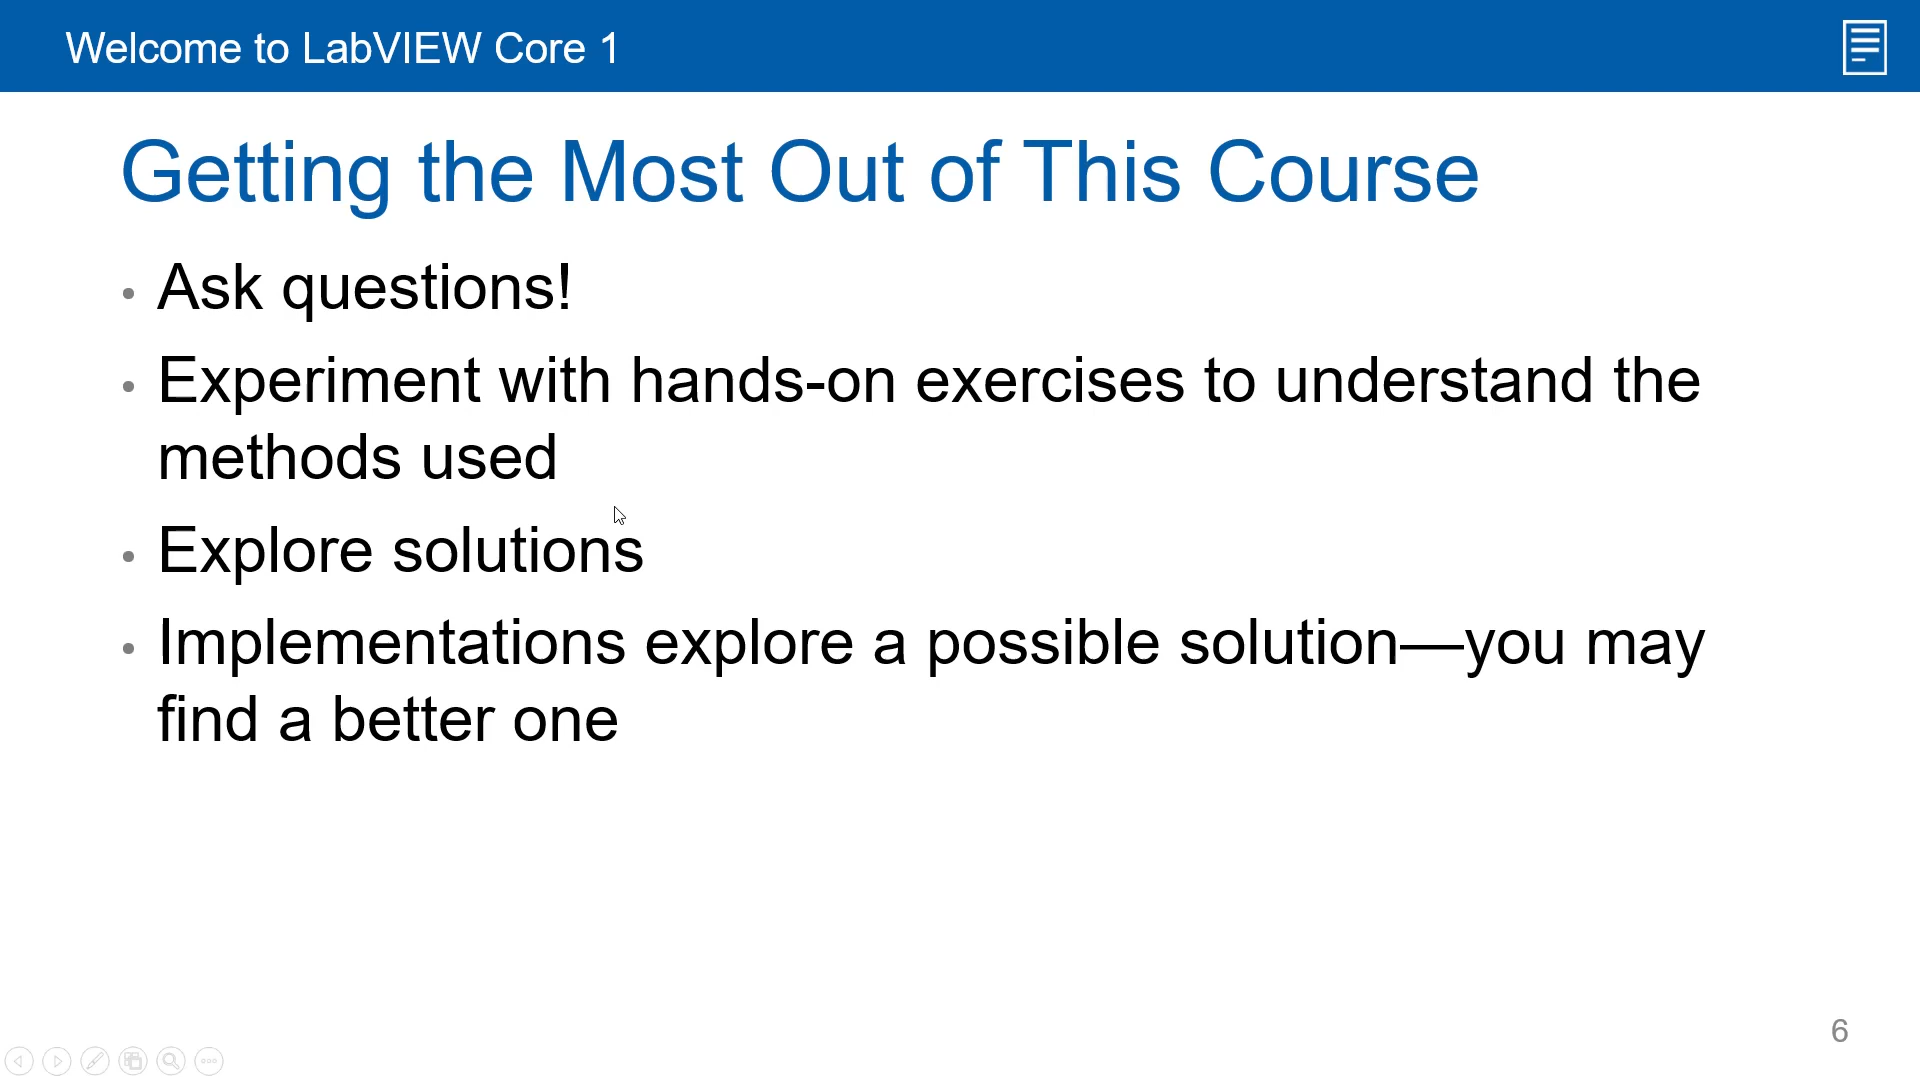 Welcome to LabVIEW Core 1
Getting the Most Out of This Course
• Ask questions!
• Experiment with hands-on exercises to understand the
methods used
• Explore solutions
• Implementations explore a possible solution—you may
find a better one
6